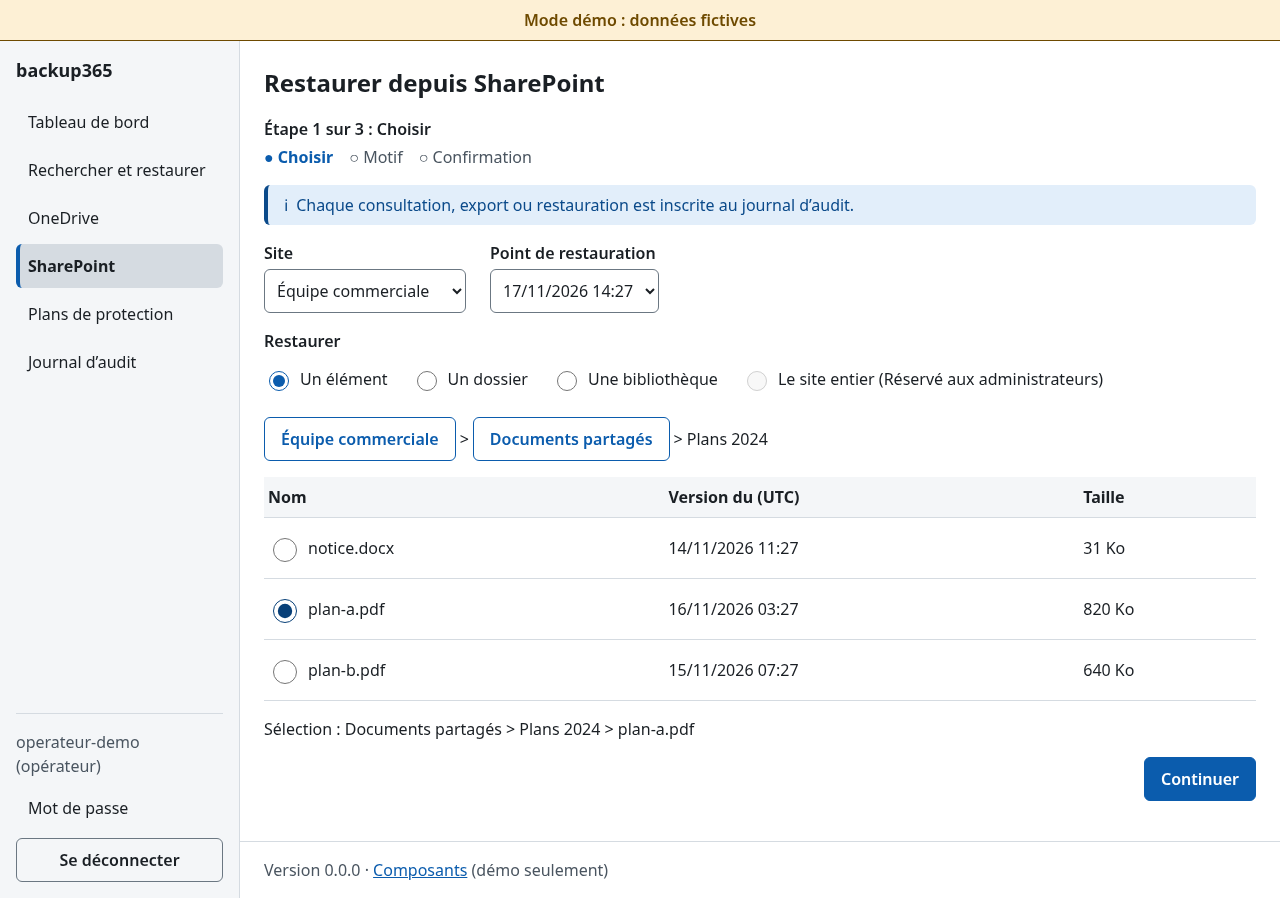 Mode démo : données fictives
backup365
Tableau de bord
Rechercher et restaurer
OneDrive
SharePoint
Plans de protection
Journal d’audit
operateur-demo
(opérateur)
Mot de passe
Se déconnecter
Restaurer depuis SharePoint
Étape 1 sur 3 : Choisir
● Choisir ○ Motif ○ Confirmation
i Chaque consultation, export ou restauration est inscrite au journal d’audit.
Site Point de restauration
Équipe commerciale 17/11/2026 14:27
Restaurer
Un élément Un dossier Une bibliothèque Le site entier (Réservé aux administrateurs)
Équipe commerciale > Documents partagés > Plans 2024
Nom Version du (UTC) Taille
notice.docx 14/11/2026 11:27 31 Ko
plan-a.pdf 16/11/2026 03:27 820 Ko
plan-b.pdf 15/11/2026 07:27 640 Ko
Sélection : Documents partagés > Plans 2024 > plan-a.pdf
Continuer
Version 0.0.0 · Composants (démo seulement)